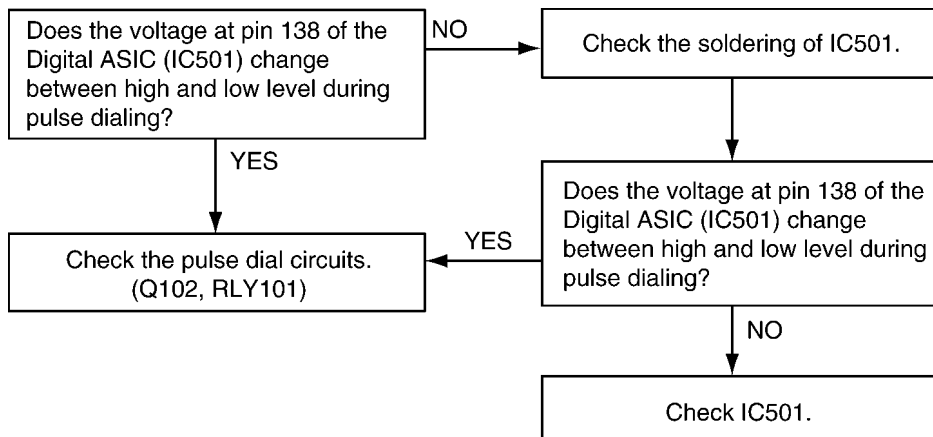 Does the voltage at pin 138 of the
Digital ASIC (IC501) change
between high and low level during
pulse dialing?
NO
Check the soldering of IC501.
YES
Does the voltage at pin 138 of the
Digital ASIC (IC501) change
between high and low level during
pulse dialing?
YES
Check the pulse dial circuits.
(Q102, RLY101)
NO
Check IC501.